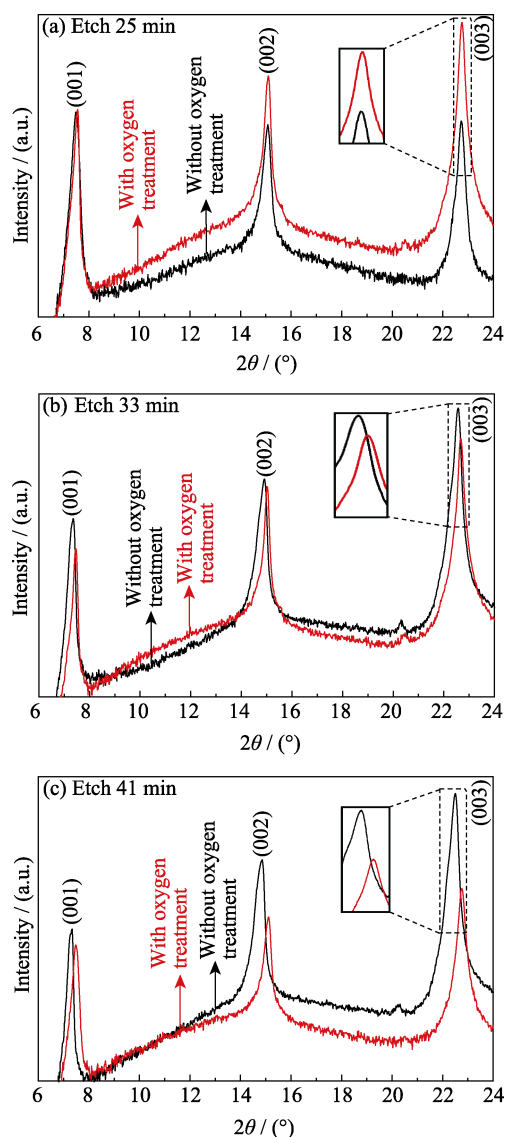 (a) Etch 25 min
(001)
(002)
(003)
With oxygen
treatment
Without oxygen
treatment
Intensity / (a.u.)
6 8 10 12 14 16 18 20 22 24
2θ / (°)
(b) Etch 33 min
(001)
(002)
(003)
Without oxygen
treatment
With oxygen
treatment
Intensity / (a.u.)
6 8 10 12 14 16 18 20 22 24
2θ / (°)
(c) Etch 41 min
(001)
(002)
(003)
With oxygen
treatment
Without oxygen
treatment
Intensity / (a.u.)
6 8 10 12 14 16 18 20 22 24
2θ / (°)